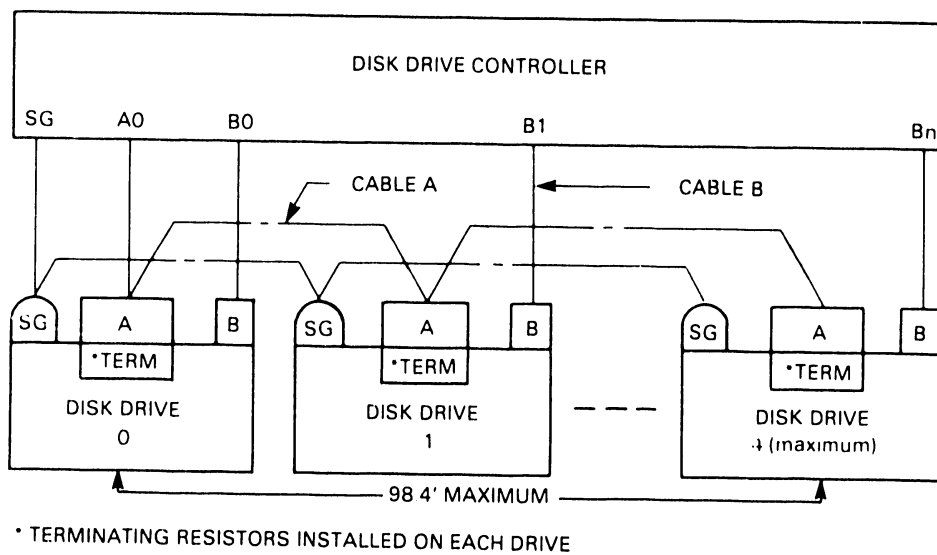 DISK DRIVE CONTROLLER
SG A0 B0 B1 Bn
CABLE A CABLE B
SG A B SG A B SG A B
*TERM *TERM *TERM
DISK DRIVE
0
DISK DRIVE
1
DISK DRIVE
(maximum)
98.4' MAXIMUM
* TERMINATING RESISTORS INSTALLED ON EACH DRIVE